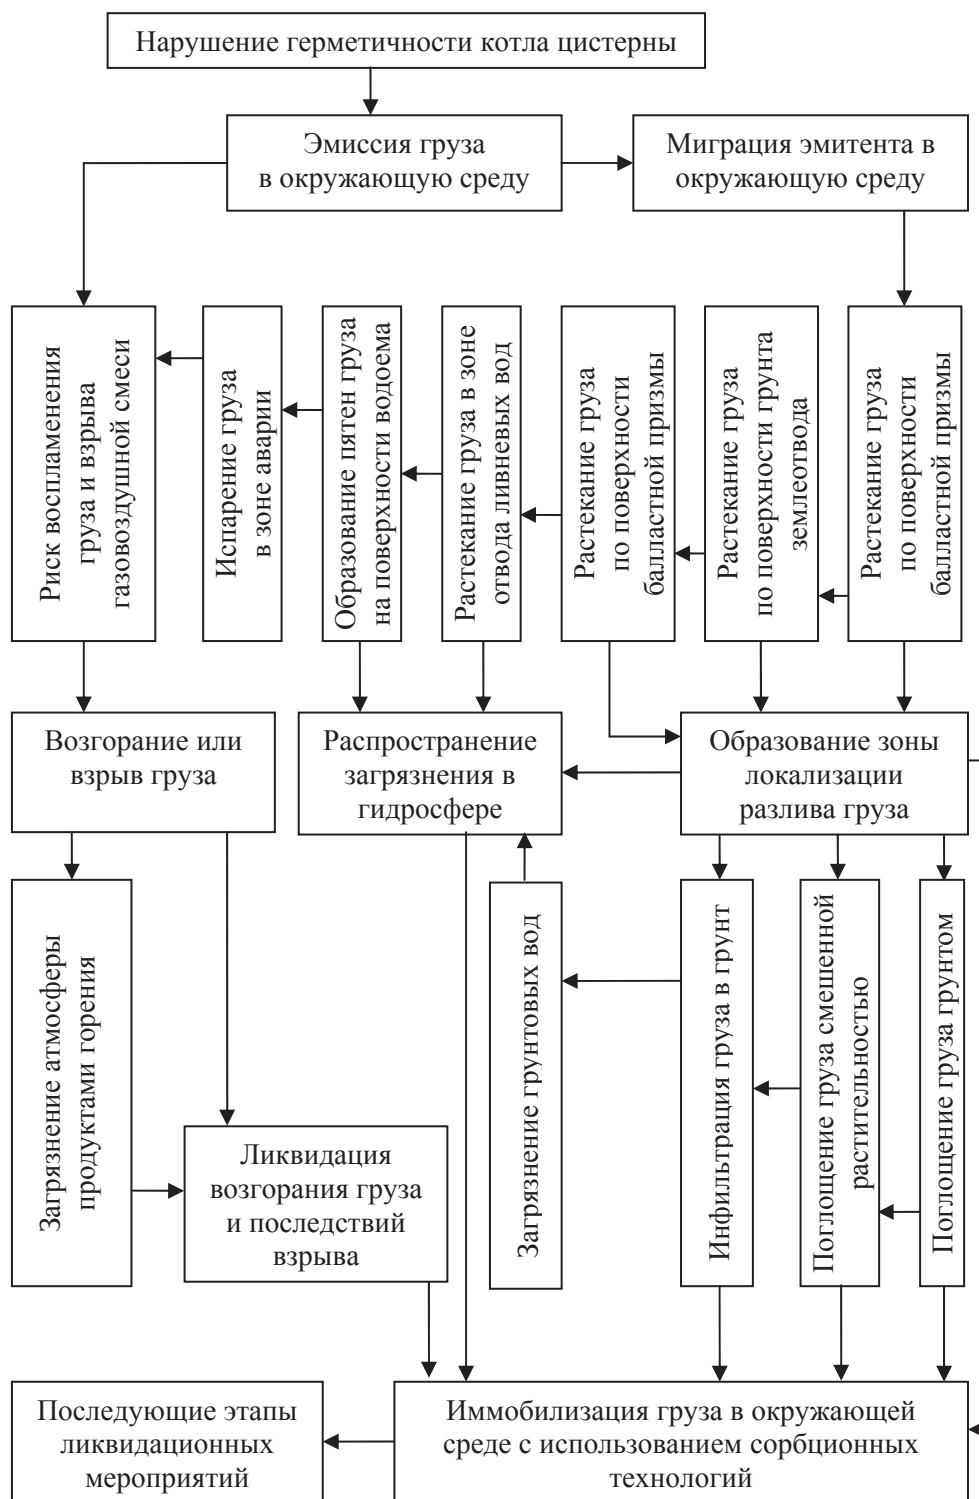 Нарушение герметичности котла цистерны
Эмиссия груза
в окружающую среду
Миграция эмитента в
окружающую среду
Риск воспламенения
груза и взрыва
газовоздушной смеси
Испарение груза
в зоне аварии
Образование пятен груза
на поверхности водоема
Растекание груза в зоне
отвода ливневых вод
Растекание груза
по поверхности
балластной призмы
Растекание груза
по поверхности грунта
землеотвода
Растекание груза
по поверхности
балластной призмы
Возгорание или
взрыв груза
Распространение
загрязнения в
гидросфере
Образование зоны
локализации
разлива груза
Загрязнение атмосферы
продуктами горения
Ликвидация
возгорания груза
и последствий
взрыва
Загрязнение грунтовых вод
Инфильтрация груза в грунт
Поглощение груза смешенной
растительностью
Поглощение груза грунтом
Последующие этапы
ликвидационных
мероприятий
Иммобилизация груза в окружающей
среде с использованием сорбционных
технологий